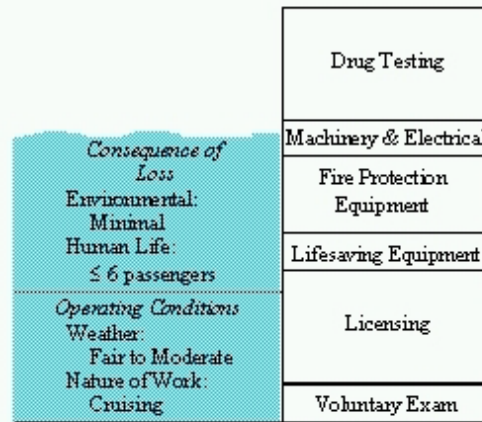 Drug Testing
Machinery & Electrical
Fire Protection
Equipment
Lifesaving Equipment
Licensing
Voluntary Exam
Consequence of
Loss
Environmental:
Minimal
Human Life:
≤ 6 passengers
Operating Conditions
Weather:
Fair to Moderate
Nature of Work:
Cruising